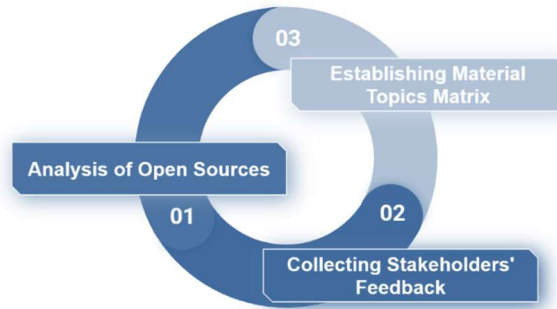 03
Establishing Material
Topics Matrix
Analysis of Open Sources
01
02
Collecting Stakeholders'
Feedback